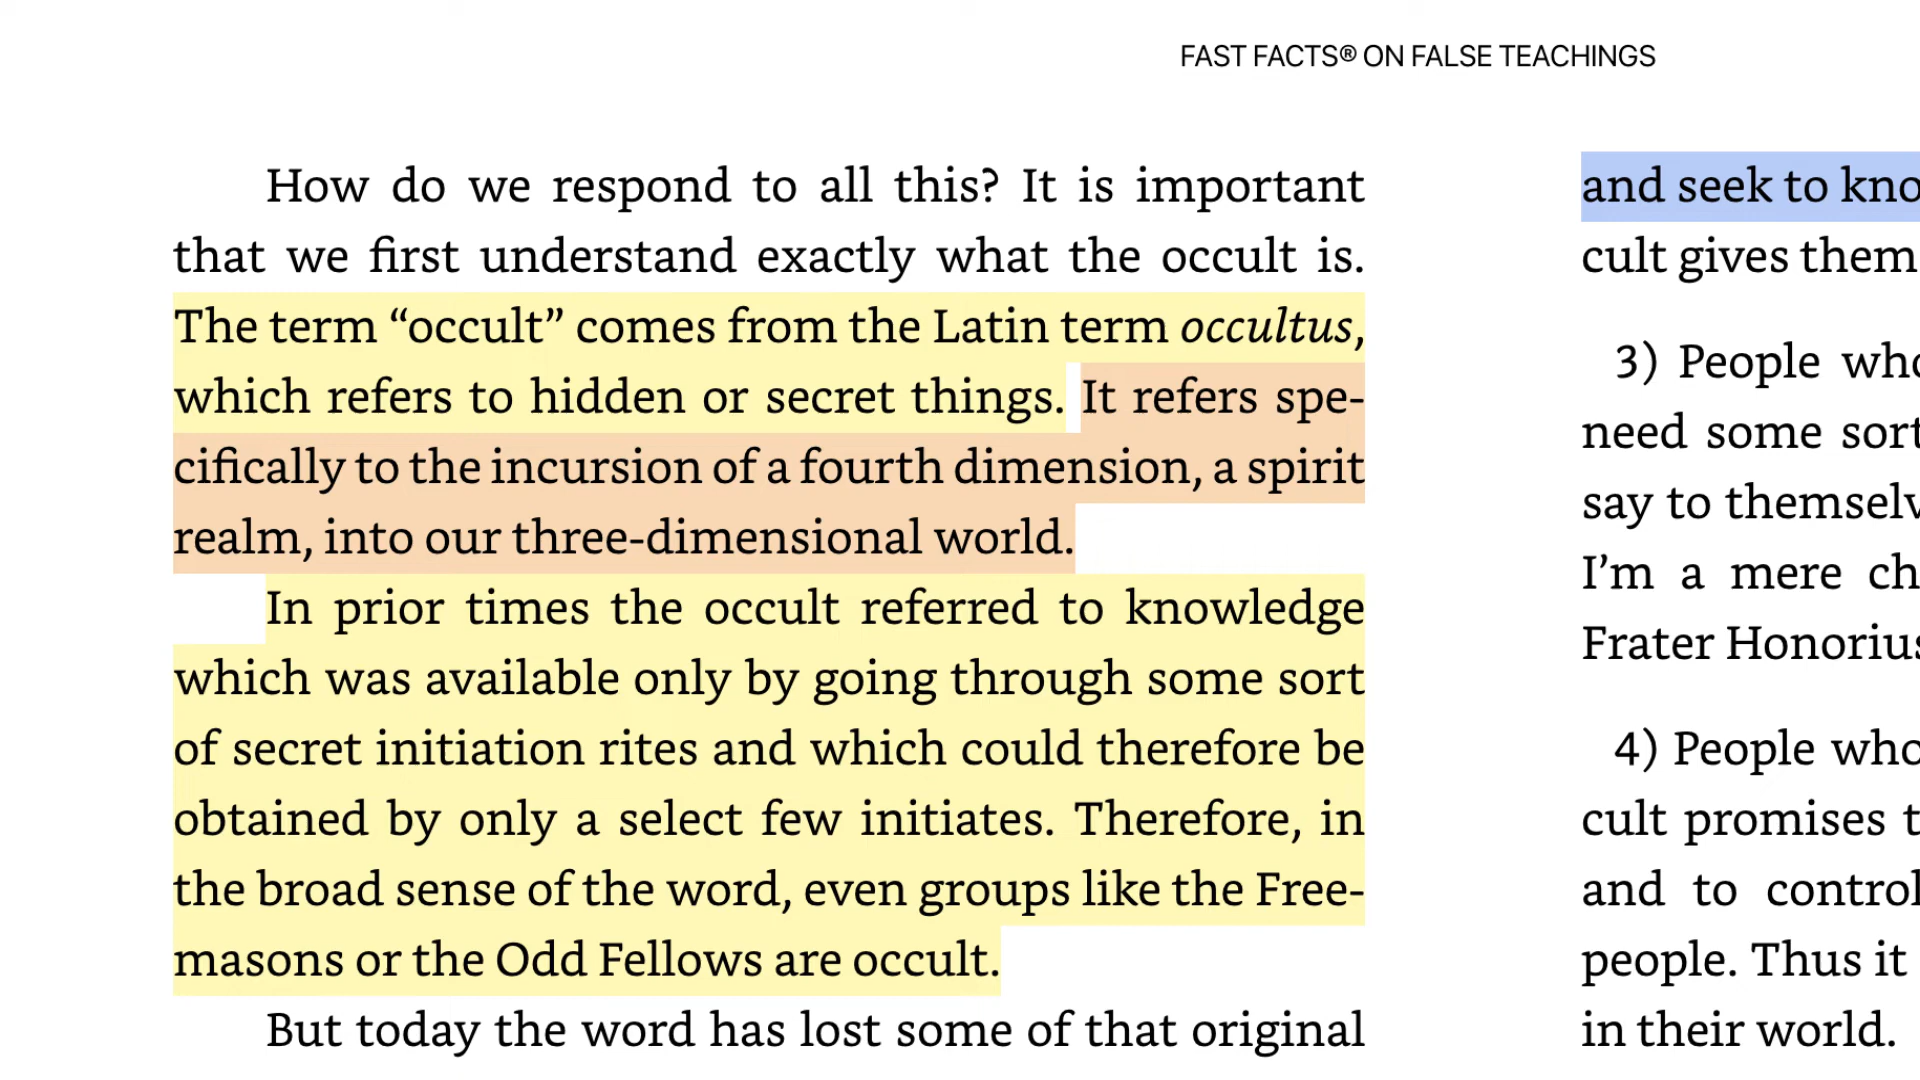 FAST FACTS® ON FALSE TEACHINGS
How do we respond to all this? It is important
that we first understand exactly what the occult is.
The term “occult” comes from the Latin term occultus,
which refers to hidden or secret things. It refers spe-
cifically to the incursion of a fourth dimension, a spirit
realm, into our three-dimensional world.
In prior times the occult referred to knowledge
which was available only by going through some sort
of secret initiation rites and which could therefore be
obtained by only a select few initiates. Therefore, in
the broad sense of the word, even groups like the Free-
masons or the Odd Fellows are occult.
But today the word has lost some of that original
and seek to
cult gives them
3) People
need some
say to
I’m a mere
Frater
4) People
cult promises
and to
people. Thus it
in their world.